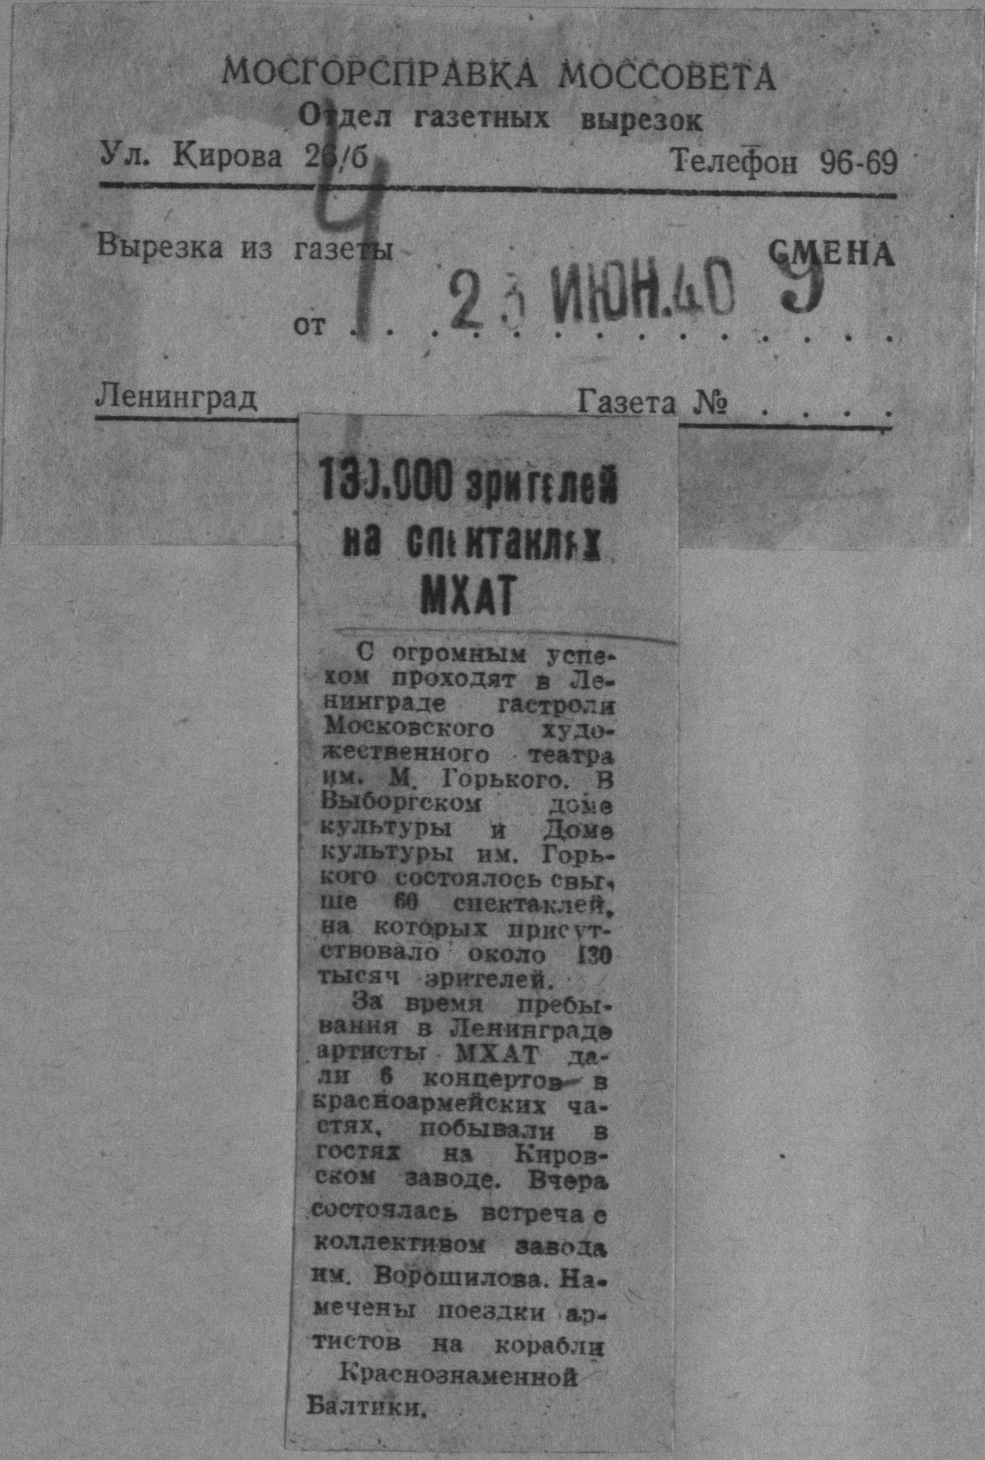 МОСГОРСПРАВКА МОССОВЕТА
Отдел газетных вырезок
Ул. Кирова 26/б Телефон 96-69
Вырезка из газеты СМЕНА
4
от 23 ИЮН.40 9
Ленинград Газета № . . . .
130.000 зрителей
на спектаклях
МХАТ
С огромным успе-
хом проходят в Ле-
нинграде гастроли
Московского худо-
жественного театра
им. М. Горького. В
Выборгском доме
культуры и Доме
культуры им. Горь-
кого состоялось свы-
ше 60 спектаклей,
на которых присут-
ствовало около 130
тысяч зрителей.
За время пребы-
вания в Ленинграде
артисты МХАТ да-
ли 6 концертов в
красноармейских ча-
стях, побывали в
гостях на Киров-
ском заводе. Вчера
состоялась встреча с
коллективом завода
им. Ворошилова. На-
мечены поездки ар-
тистов на корабли
Краснознаменной
Балтики.